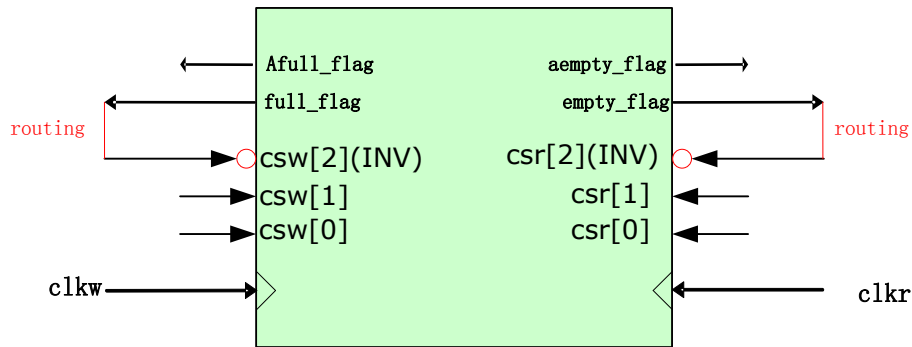 Afull_flag aempty_flag
full_flag empty_flag
routing routing
csw[2](INV) csr[2](INV)
csw[1] csr[1]
csw[0] csr[0]
clkw clkr